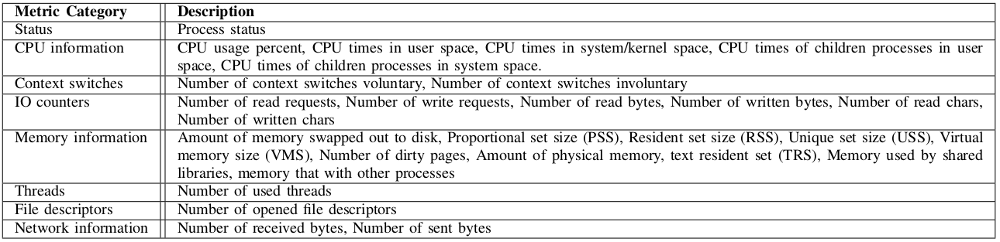 Metric Category Description
Status Process status
CPU information CPU usage percent, CPU times in user space, CPU times in system/kernel space, CPU times of children processes in user
space, CPU times of children processes in system space.
Context switches Number of context switches voluntary, Number of context switches involuntary
IO counters Number of read requests, Number of write requests, Number of read bytes, Number of written bytes, Number of read chars,
Number of written chars
Memory information Amount of memory swapped out to disk, Proportional set size (PSS), Resident set size (RSS), Unique set size (USS), Virtual
memory size (VMS), Number of dirty pages, Amount of physical memory, text resident set (TRS), Memory used by shared
libraries, memory that with other processes
Threads Number of used threads
File descriptors Number of opened file descriptors
Network information Number of received bytes, Number of sent bytes